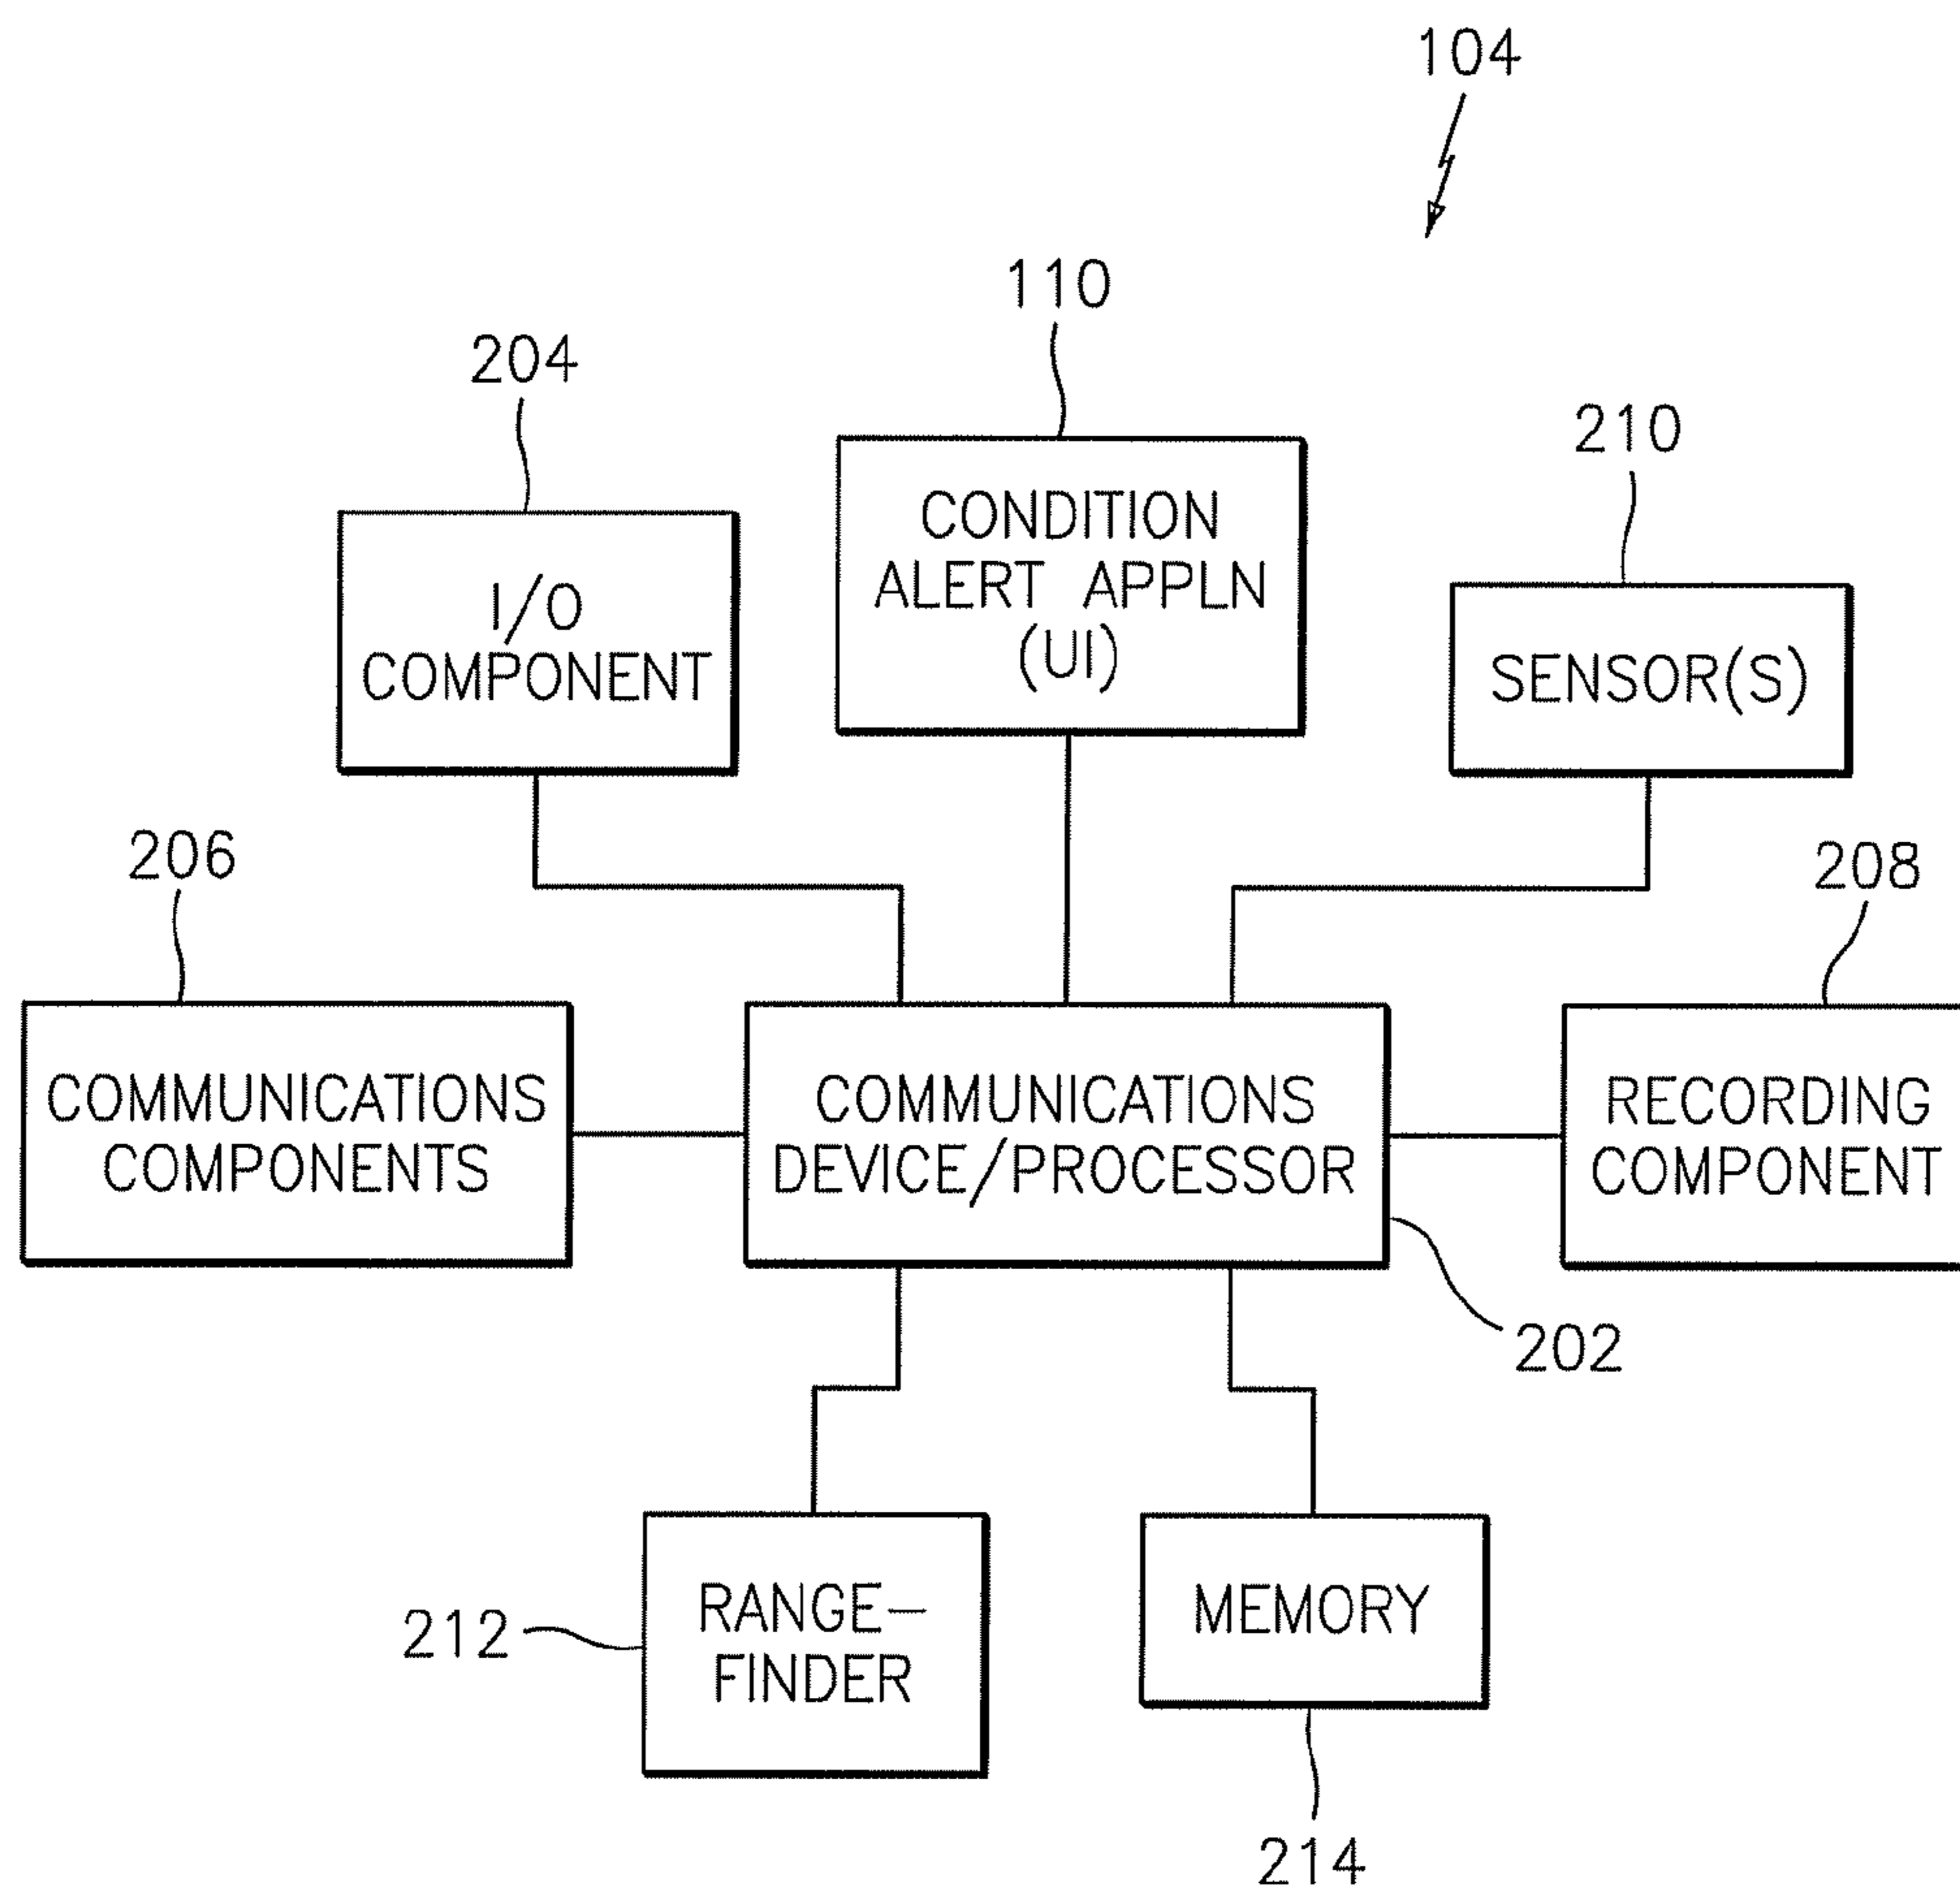 104
110
204
210
CONDITION
ALERT APPLN
(UI)
I/O
COMPONENT
SENSOR(S)
206
208
COMMUNICATIONS
COMPONENTS
COMMUNICATIONS
DEVICE/PROCESSOR
RECORDING
COMPONENT
202
212
RANGE-
FINDER
MEMORY
214